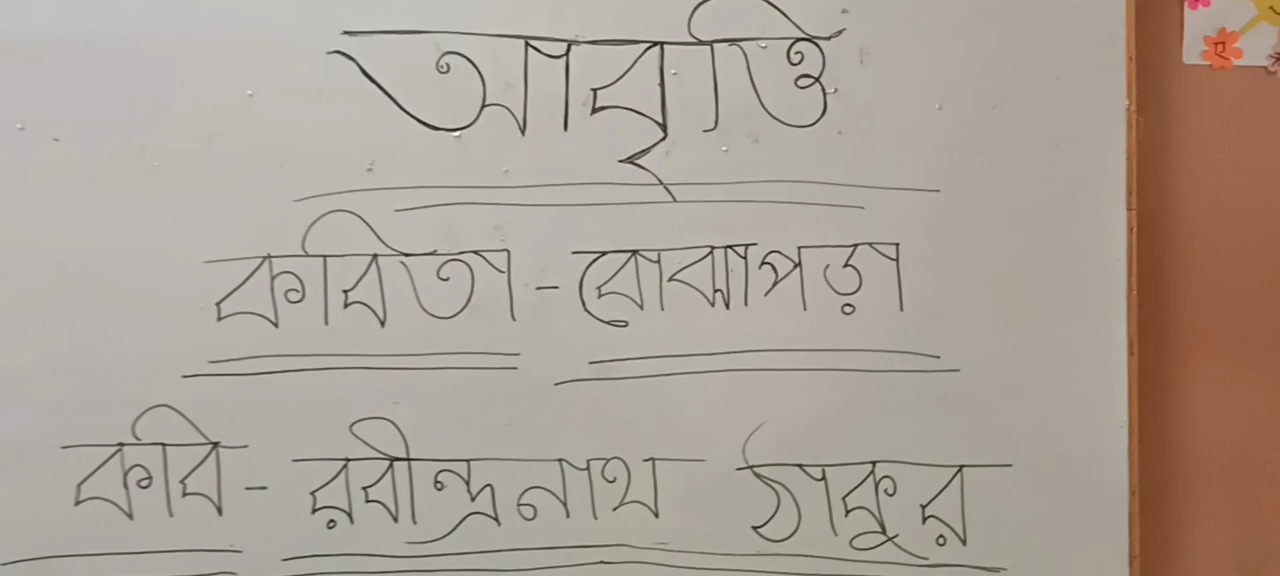 আবৃত্তি
কবিতা - বোঝাপড়া
কবি - রবীন্দ্রনাথ ঠাকুর